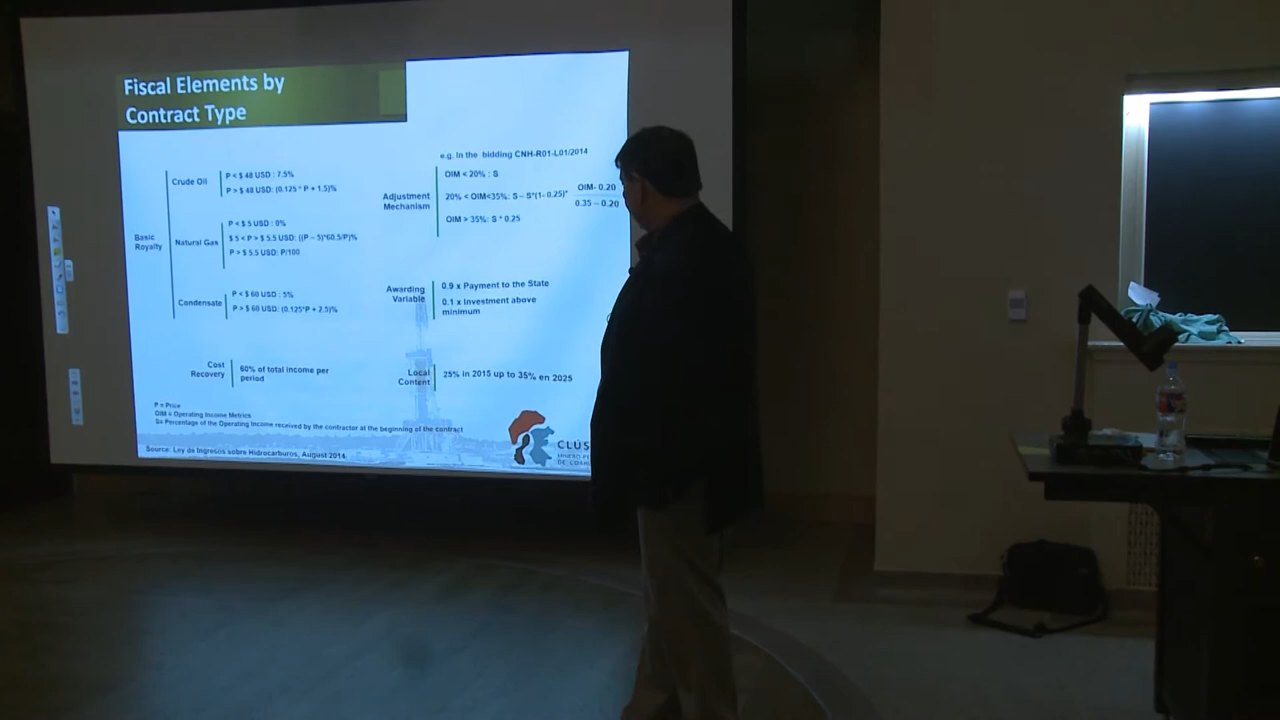 Fiscal Elements by
Contract Type
Basic
Royalty
Crude Oil
P < $ 48 USD : 7.5%
P > $ 48 USD: (0.125 * P + 1.5)%
Natural Gas
P < $ 5 USD: 0%
$ 5 < P > $ 5.5 USD: ((P – 5)*60.5/P)%
P > $ 5.5 USD: P/100
Condensate
P < $ 60 USD : 5%
P > $ 60 USD: (0.125*P + 2.5)%
Cost
Recovery
60% of total income per
period
e.g. In the bidding CNH-R01-L01/2014
Adjustment
Mechanism
OIM < 20% : S
20% < OIM<35%: S – S*(1- 0.25)*
OIM- 0.20
0.35 – 0.20
OIM > 35%: S * 0.25
Awarding
Variable
0.9 x Payment to the State
0.1 x Investment above
minimum
Local
Content
25% in 2015 up to 35% en 2025
P = Price
OIM = Operating Income Metrics
S= Percentage of the Operating Income received by the contractor at the beginning of the contract
Source: Ley de Ingresos sobre Hidrocarburos, August 2014
CLÚS
MINERO PE
DE COAHU